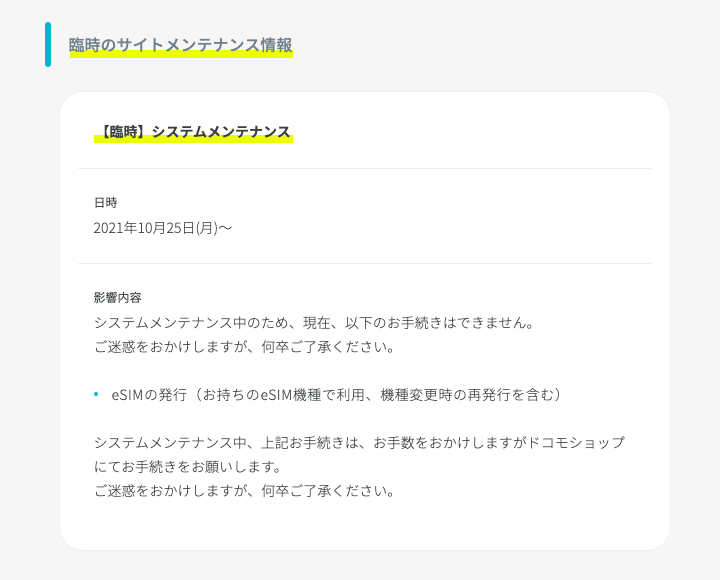 臨時のサイトメンテナンス情報
【臨時】システムメンテナンス
日時
2021年10月25日(月)～
影響内容
システムメンテナンス中のため、現在、以下のお手続きはできません。
ご迷惑をおかけしますが、何卒ご了承ください。
eSIMの発行（お持ちのeSIM機種で利用、機種変更時の再発行を含む）
システムメンテナンス中、上記お手続きは、お手数をおかけしますがドコモショップ
にてお手続きをお願いします。
ご迷惑をおかけしますが、何卒ご了承ください。